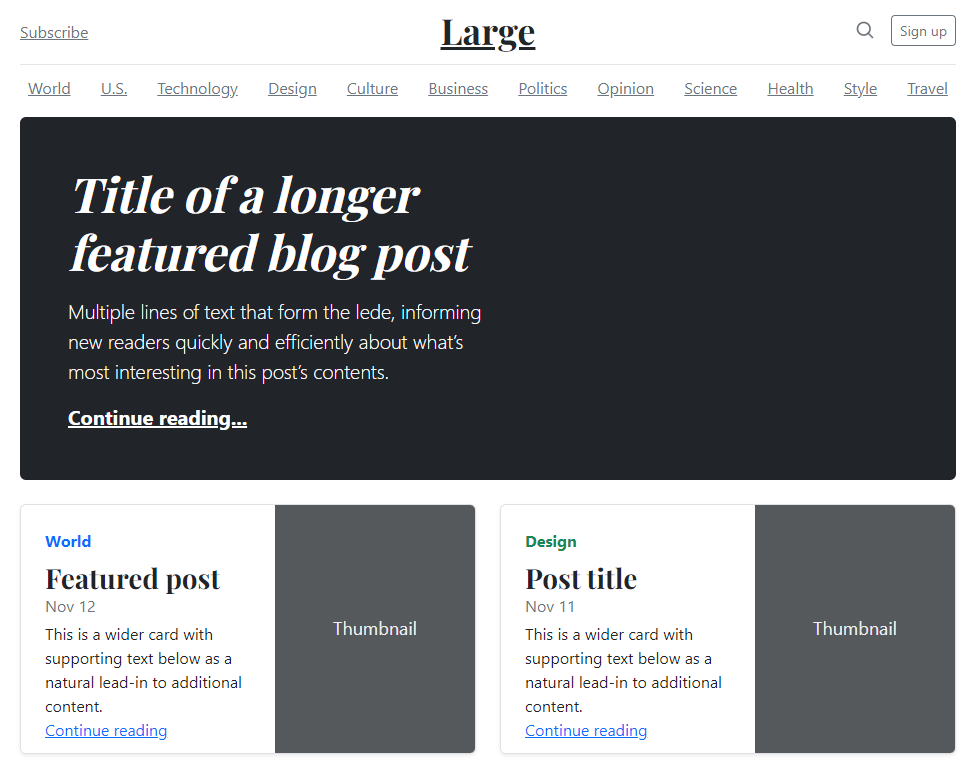 Subscribe
Large
Sign up
World U.S. Technology Design Culture Business Politics Opinion Science Health Style Travel
Title of a longer
featured blog post
Multiple lines of text that form the lede, informing
new readers quickly and efficiently about what’s
most interesting in this post’s contents.
Continue reading...
World
Featured post
Nov 12
This is a wider card with
supporting text below as a
natural lead-in to additional
content.
Continue reading
Thumbnail
Design
Post title
Nov 11
This is a wider card with
supporting text below as a
natural lead-in to additional
content.
Continue reading
Thumbnail